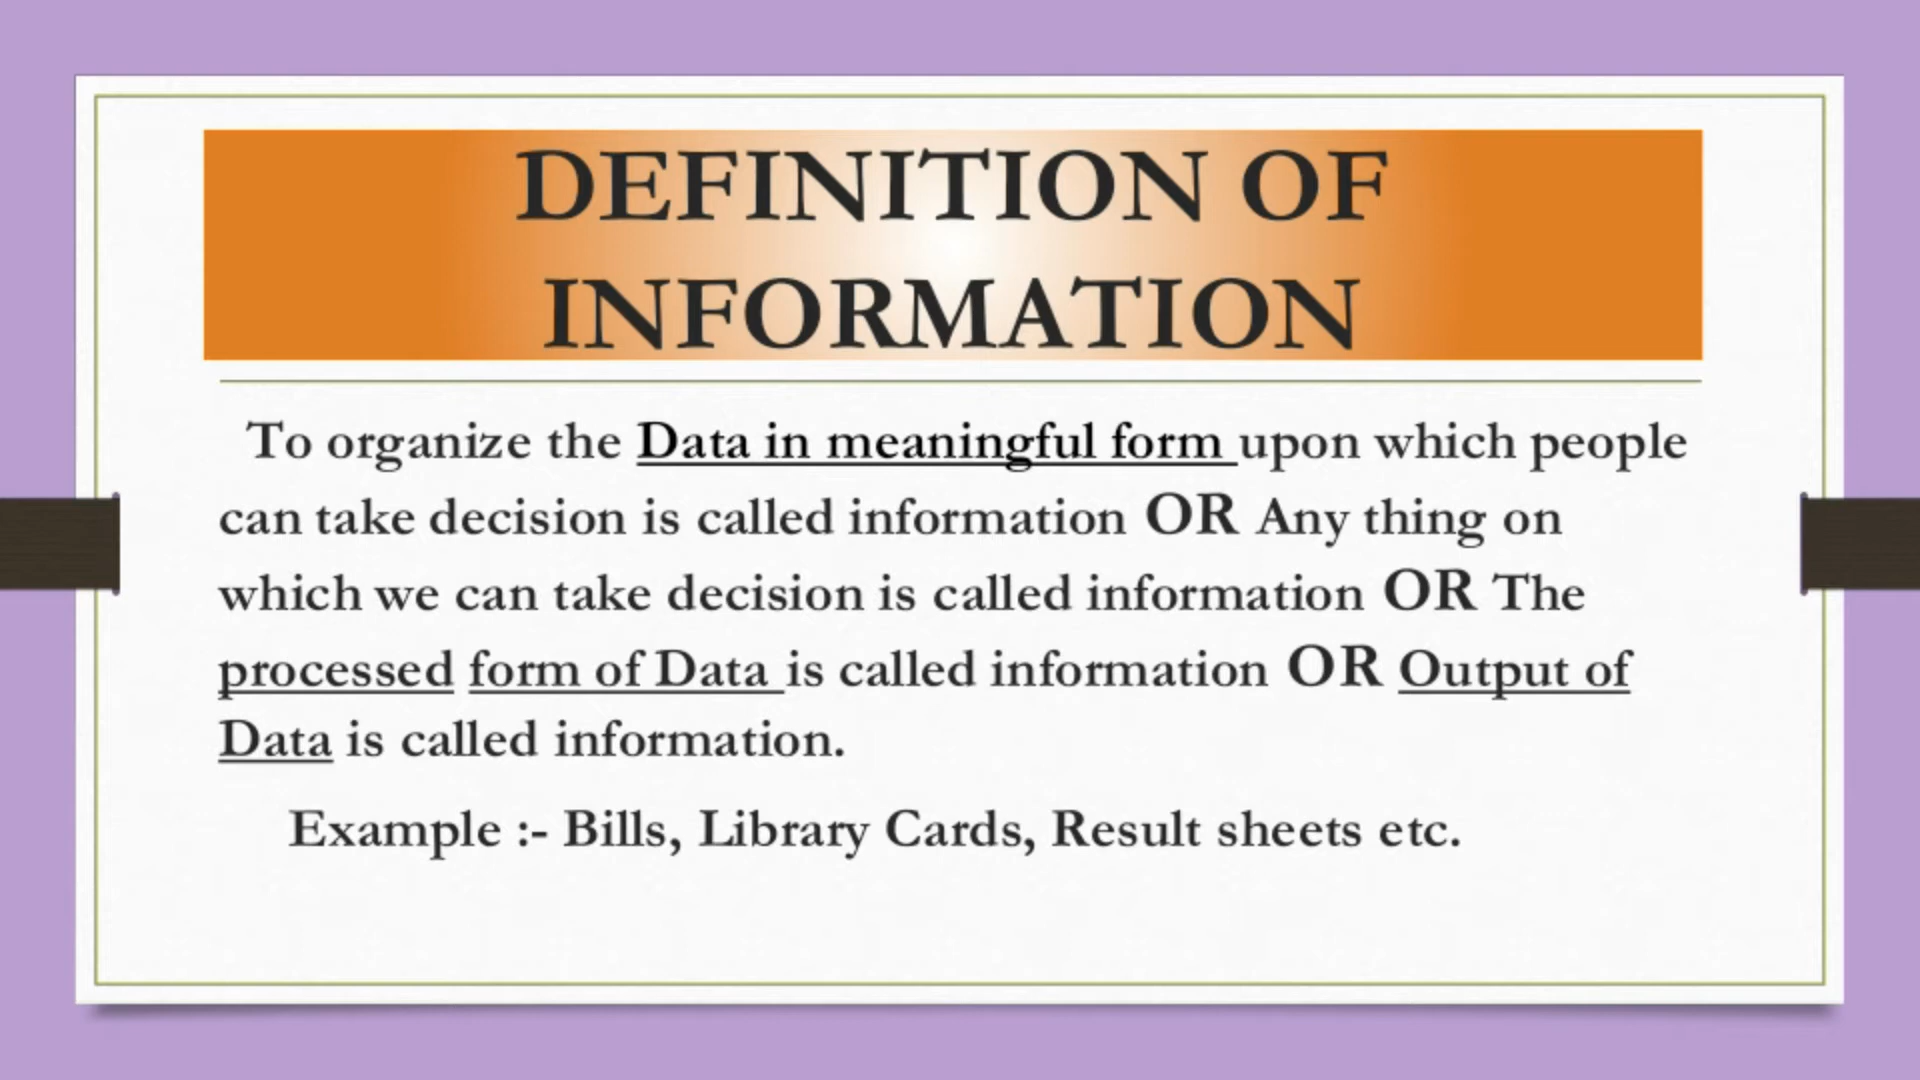 DEFINITION OF
INFORMATION
To organize the Data in meaningful form upon which people
can take decision is called information OR Any thing on
which we can take decision is called information OR The
processed form of Data is called information OR Output of
Data is called information.
Example :- Bills, Library Cards, Result sheets etc.